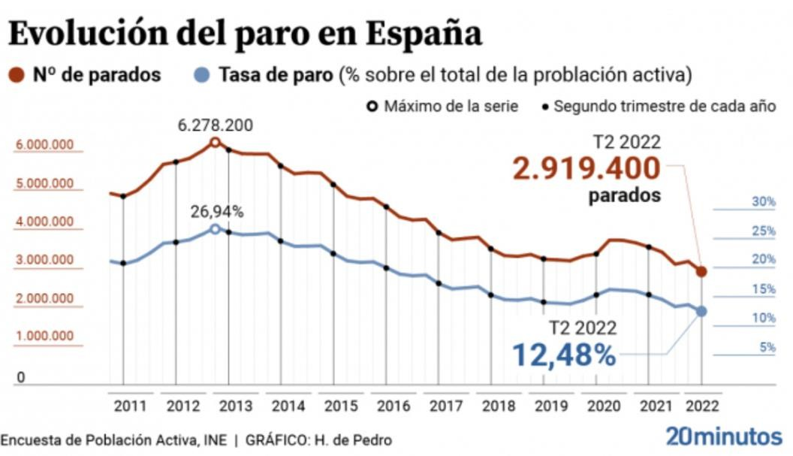 Evolución del paro en España
Nº de parados Tasa de paro (% sobre el total de la problación activa)
Máximo de la serie Segundo trimestre de cada año
6.278.200
T2 2022
2.919.400
parados
6.000.000
5.000.000
4.000.000
3.000.000
2.000.000
1.000.000
0
26,94%
30%
25%
20%
15%
10%
5%
T2 2022
12,48%
2011 2012 2013 2014 2015 2016 2017 2018 2019 2020 2021 2022
Encuesta de Población Activa, INE | GRÁFICO: H. de Pedro
20minutos